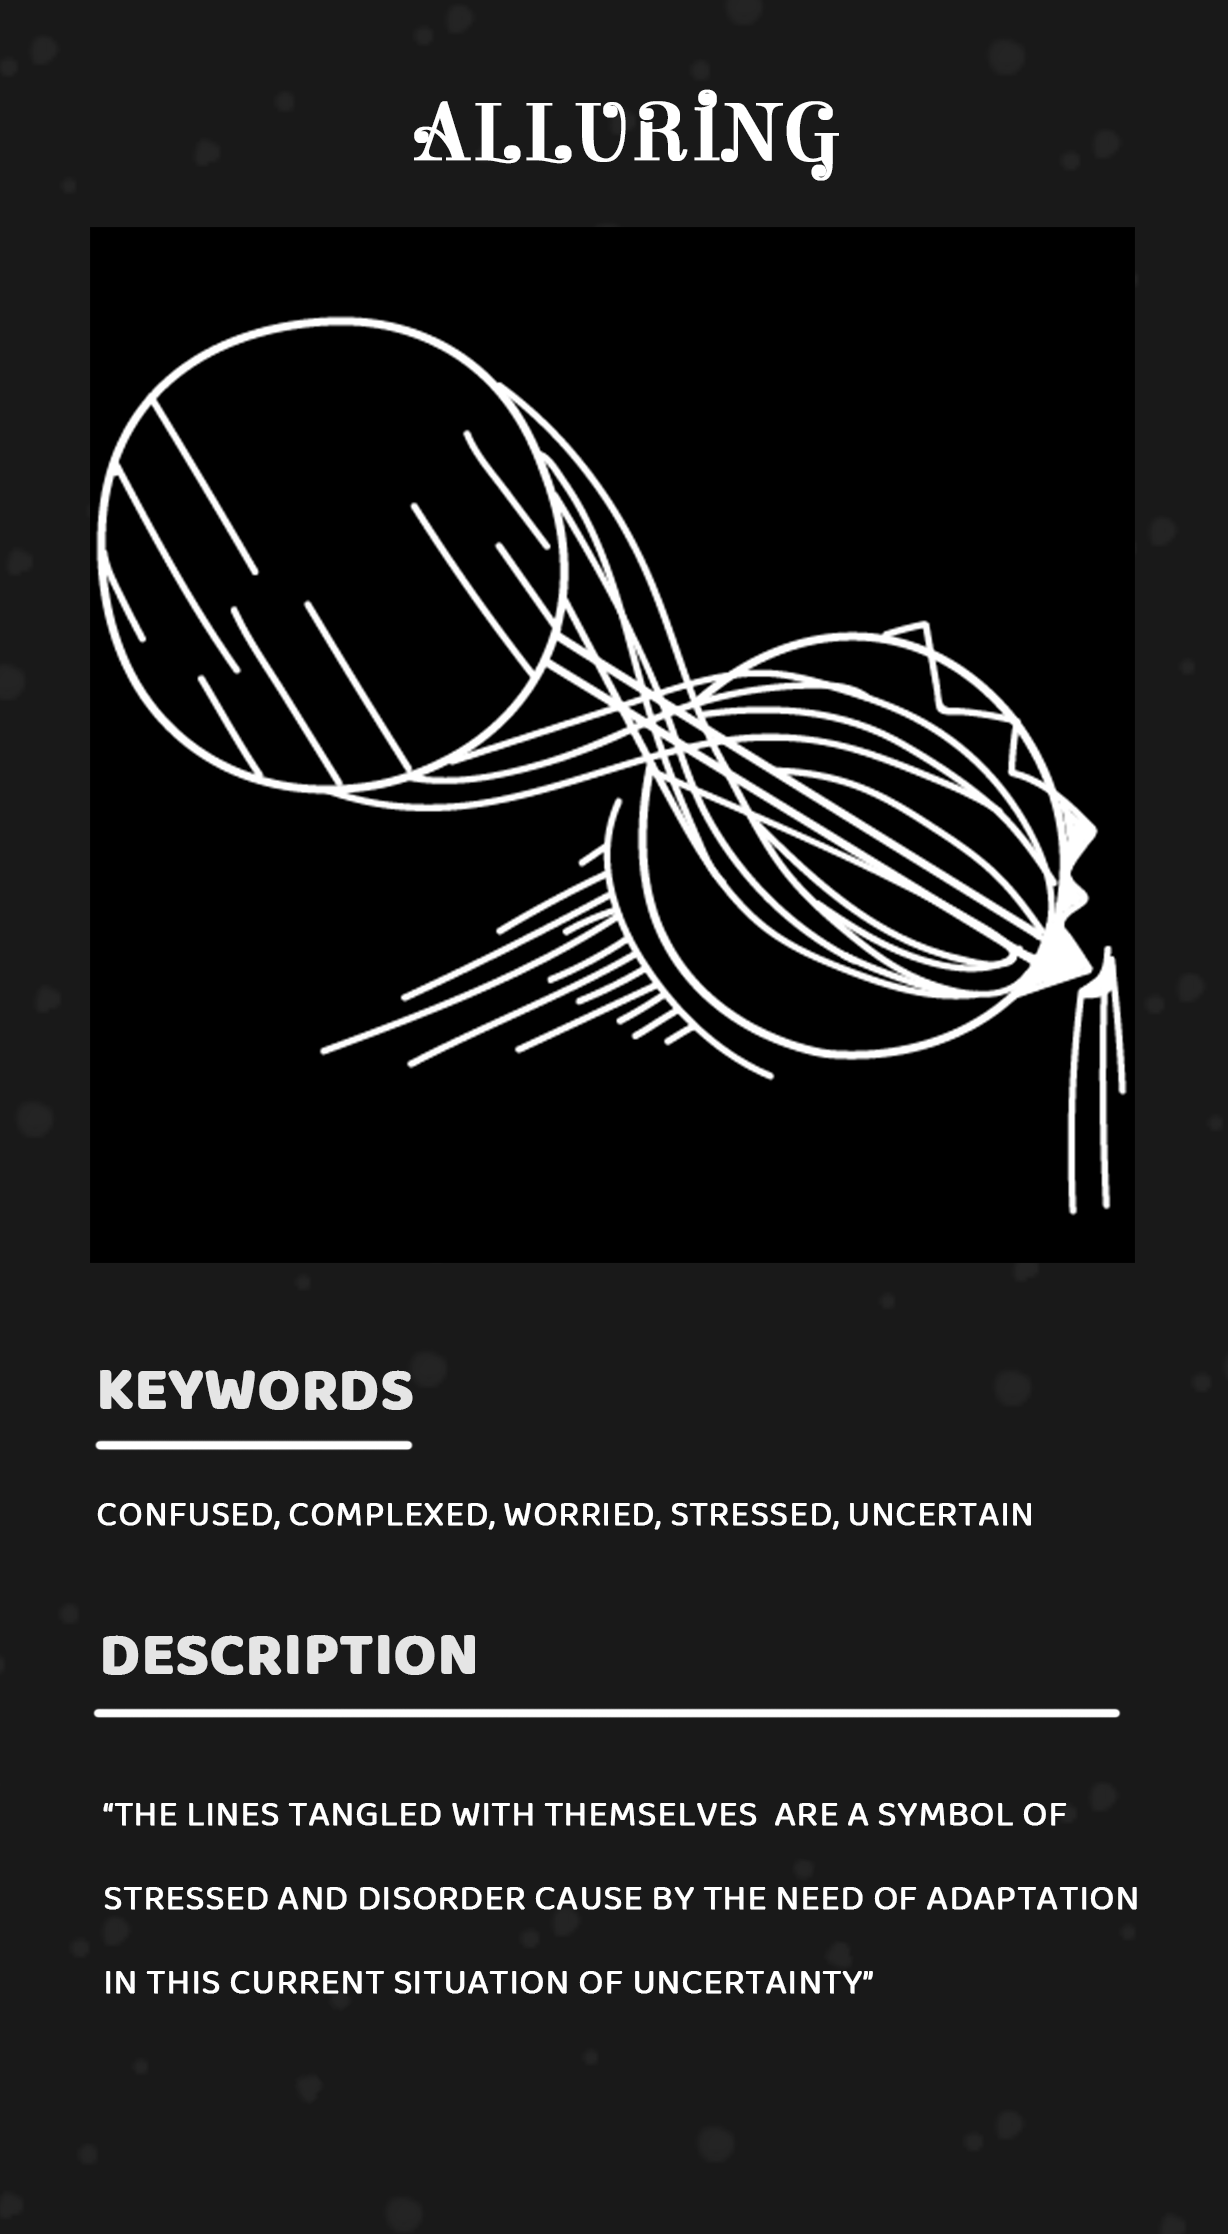 ALLURING
KEYWORDS
CONFUSED, COMPLEXED, WORRIED, STRESSED, UNCERTAIN
DESCRIPTION
“THE LINES TANGLED WITH THEMSELVES  ARE A SYMBOL OF
STRESSED AND DISORDER CAUSE BY THE NEED OF ADAPTATION
IN THIS CURRENT SITUATION OF UNCERTAINTY”